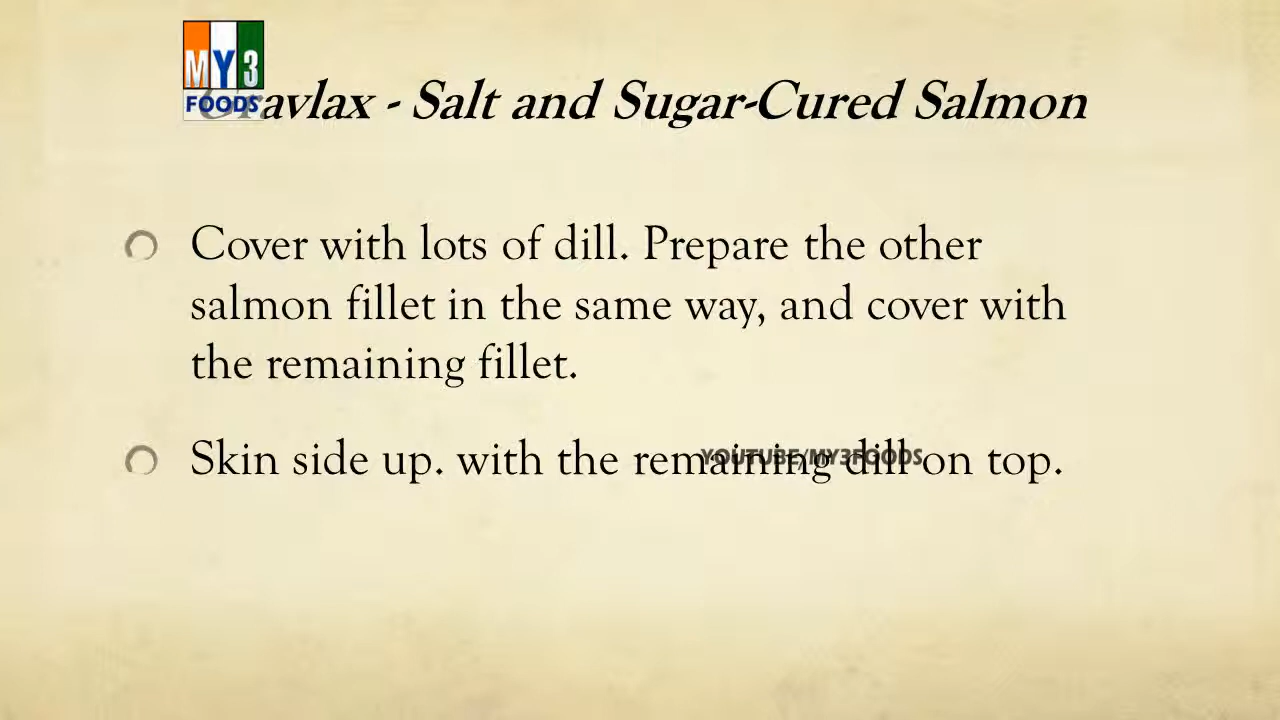 MY3
FOODS
Gravlax - Salt and Sugar-Cured Salmon
Cover with lots of dill. Prepare the other
salmon fillet in the same way, and cover with
the remaining fillet.
Skin side up. with the remaining dill on top.
YOUTUBE/MY3FOODS